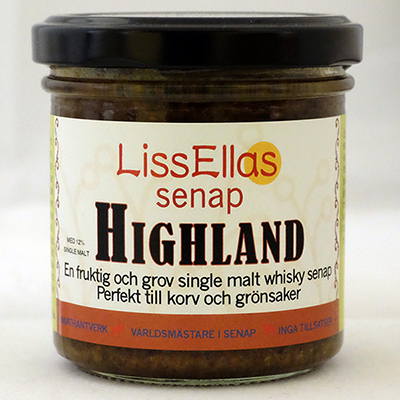 LissEllas
senap
HIGHLAND
MED 12%
SINGLE MALT
En fruktig och grov single malt whisky senap
Perfekt till korv och grönsaker
VÄRLDSMÄSTARE I SENAP
INGA TILLSATSER